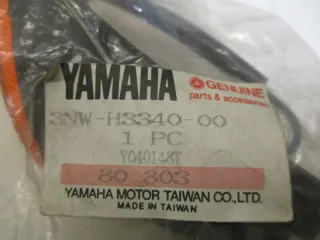 YAMAHA
GENUINE
parts & accessories
3NW-H3340-00
1 PC
Y040148T
80 803
YAMAHA MOTOR TAIWAN CO.,LTD.
MADE IN TAIWAN